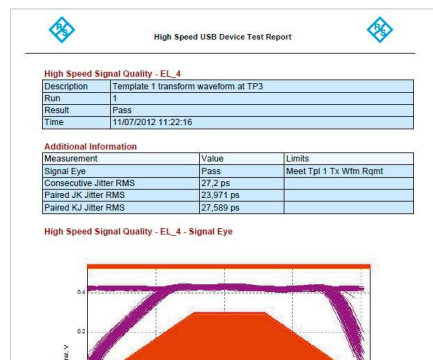 R S
High Speed USB Device Test Report
R S
High Speed Signal Quality - EL_4
Description Template 1 transform waveform at TP3
Run 1
Result Pass
Time 11/07/2012 11:22:16
Additional Information
Measurement Value Limits
Signal Eye Pass Meet Tpl 1 Tx Wfm Rqmt
Consecutive Jitter RMS 27,2 ps
Paired JK Jitter RMS 23,971 ps
Paired KJ Jitter RMS 27,589 ps
High Speed Signal Quality - EL_4 - Signal Eye
0.4
0.2